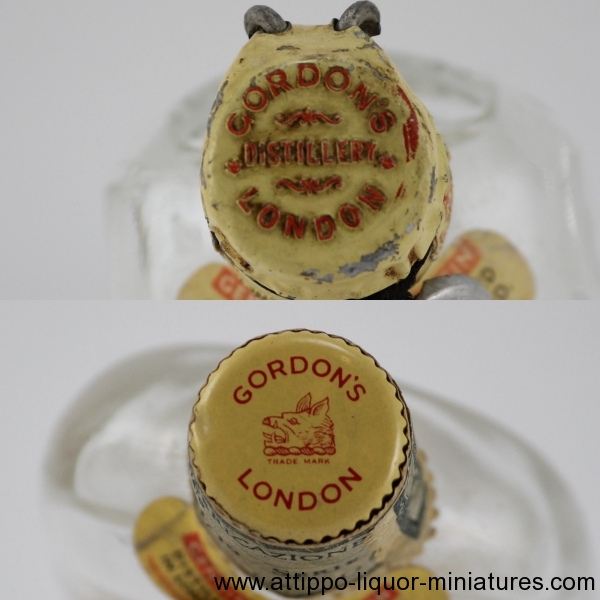 GORDON'S
DISTILLERY
LONDON
GORDON'S
TRADE MARK
LONDON
www.attippo-liquor-miniatures.com